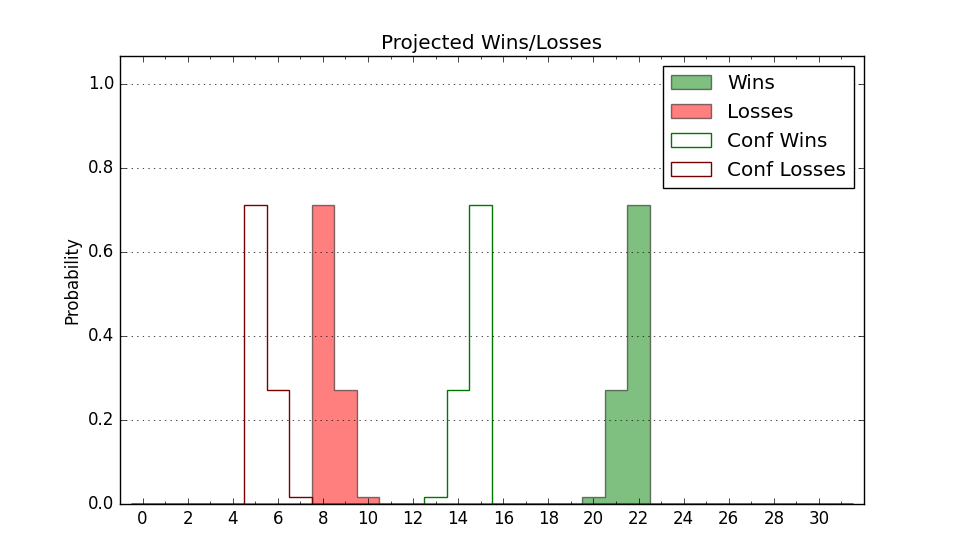 Projected Wins/Losses
Wins
Losses
Conf Wins
Conf Losses
Probability
1.0
0.8
0.6
0.4
0.2
0.0
0 2 4 6 8 10 12 14 16 18 20 22 24 26 28 30